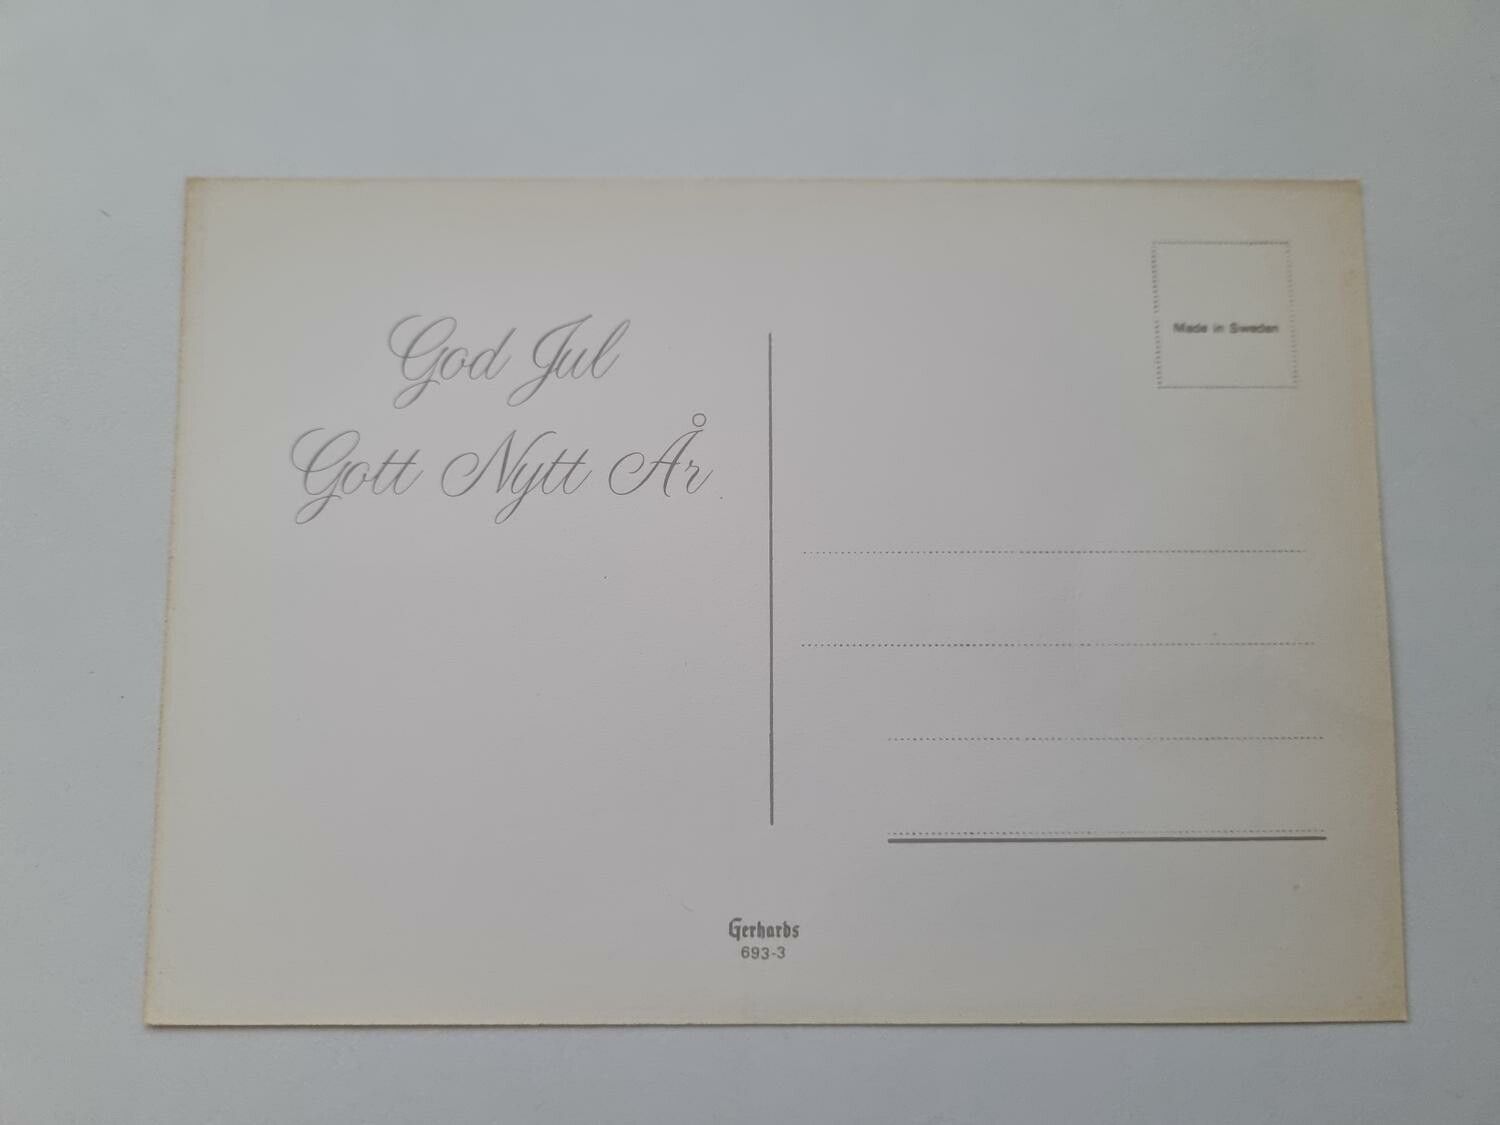 God Jul
Gott Nytt År
Made in Sweden
Gerhards
693-3